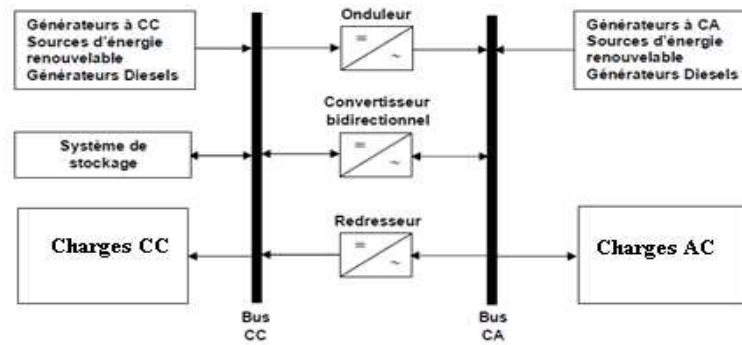 Générateurs à CC
Sources d'énergie
renouvelable
Générateurs Diesels
Onduleur
=
~
Générateurs à CA
Sources d'énergie
renouvelable
Générateurs Diesels
Système de
stockage
Convertisseur
bidirectionnel
=
~
Charges CC
Redresseur
=
~
Charges AC
Bus
CC
Bus
CA